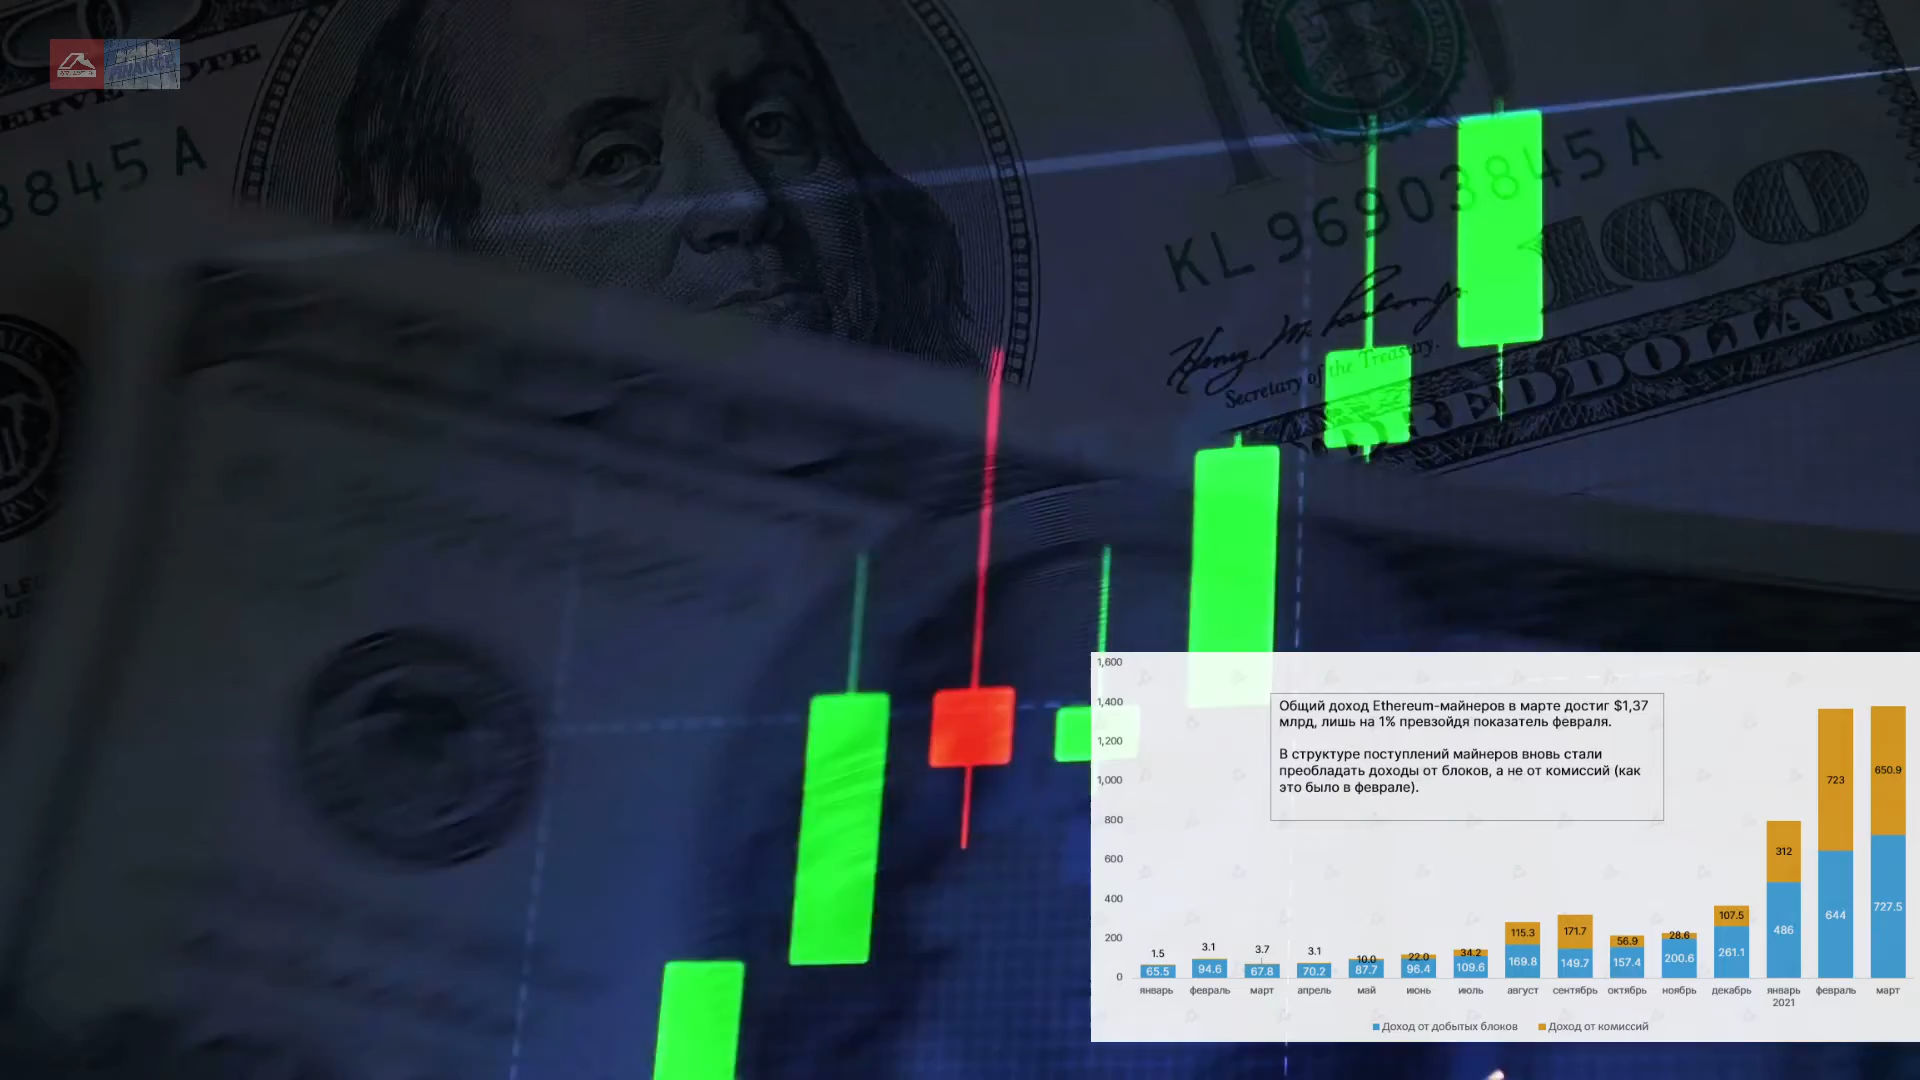 FINANCE
ERVE NOTE
3845 A
KL 96903845 A
100
Secretary of the Treasury.
RED DOLLARS
1,600
1,400
1,200
1,000
800
600
400
200
0
Общий доход Ethereum-майнеров в марте достиг $1,37
млрд, лишь на 1% превзойдя показатель февраля.
В структуре поступлений майнеров вновь стали
преобладать доходы от блоков, а не от комиссий (как
это было в феврале).
1.5 3.1 3.7 3.1 10.0 22.0 34.2 115.3 171.7 56.9 28.6 107.5 312 723 650.9
65.5 94.6 67.8 70.2 87.7 96.4 109.6 169.8 149.7 157.4 200.6 261.1 486 644 727.5
январь февраль март апрель май июнь июль август сентябрь октябрь ноябрь декабрь январь февраль март
2021
Доход от добытых блоков Доход от комиссий